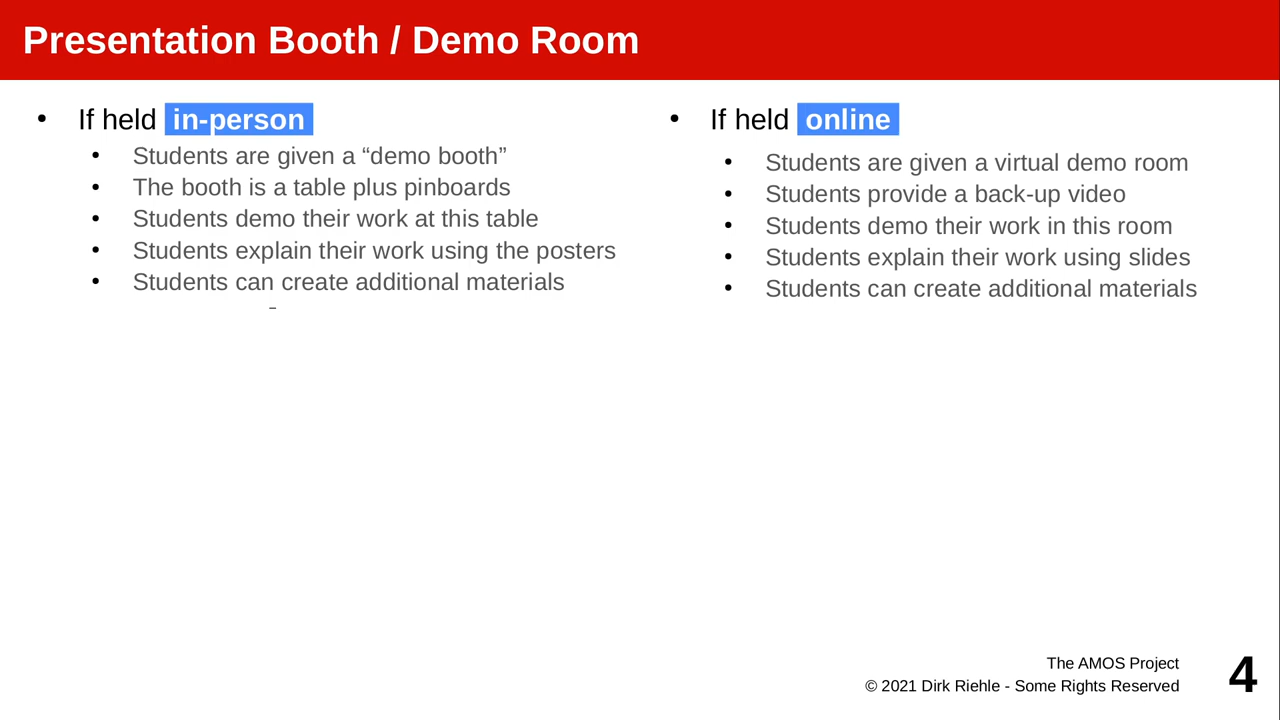 Presentation Booth / Demo Room
• If held in-person
• Students are given a “demo booth”
• The booth is a table plus pinboards
• Students demo their work at this table
• Students explain their work using the posters
• Students can create additional materials
• If held online
• Students are given a virtual demo room
• Students provide a back-up video
• Students demo their work in this room
• Students explain their work using slides
• Students can create additional materials
The AMOS Project
© 2021 Dirk Riehle - Some Rights Reserved
4